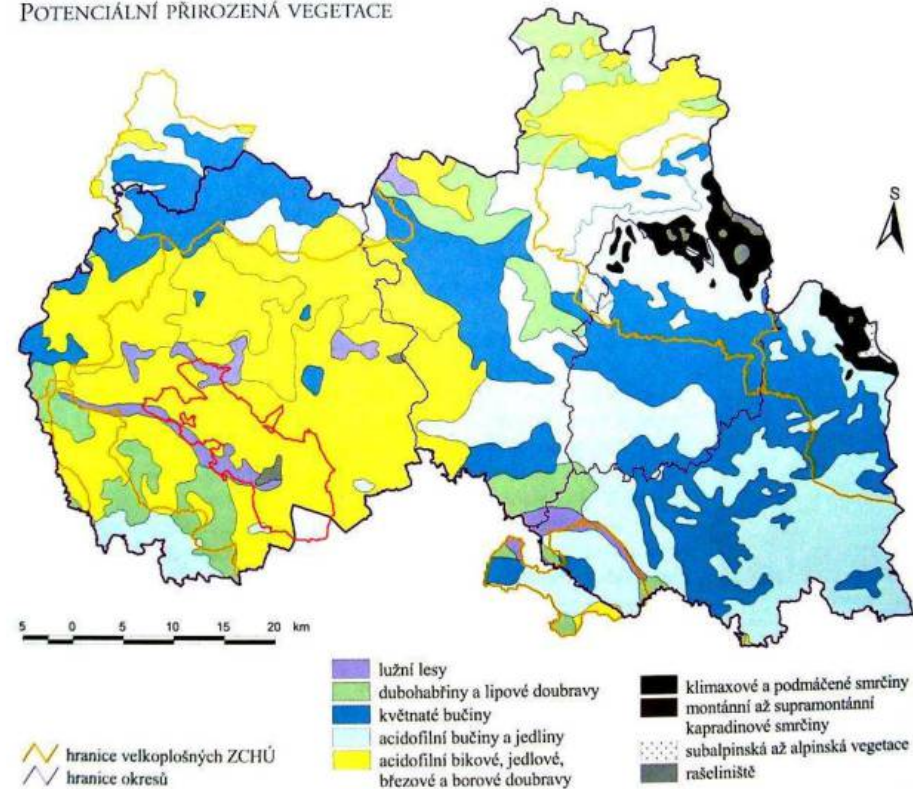 POTENCIÁLNÍ PŘIROZENÁ VEGETACE
S
5 0 5 10 15 20 km
hranice velkoplošných ZCHÚ
hranice okresů
lužní lesy
dubohabřiny a lipové doubravy
květnaté bučiny
acidofilní bučiny a jedliny
acidofilní bikové, jedlové,
březové a borové doubravy
klimaxové a podmáčené smrčiny
montánní až supramontánní
kapradinové smrčiny
subalpinská až alpinská vegetace
rašeliniště